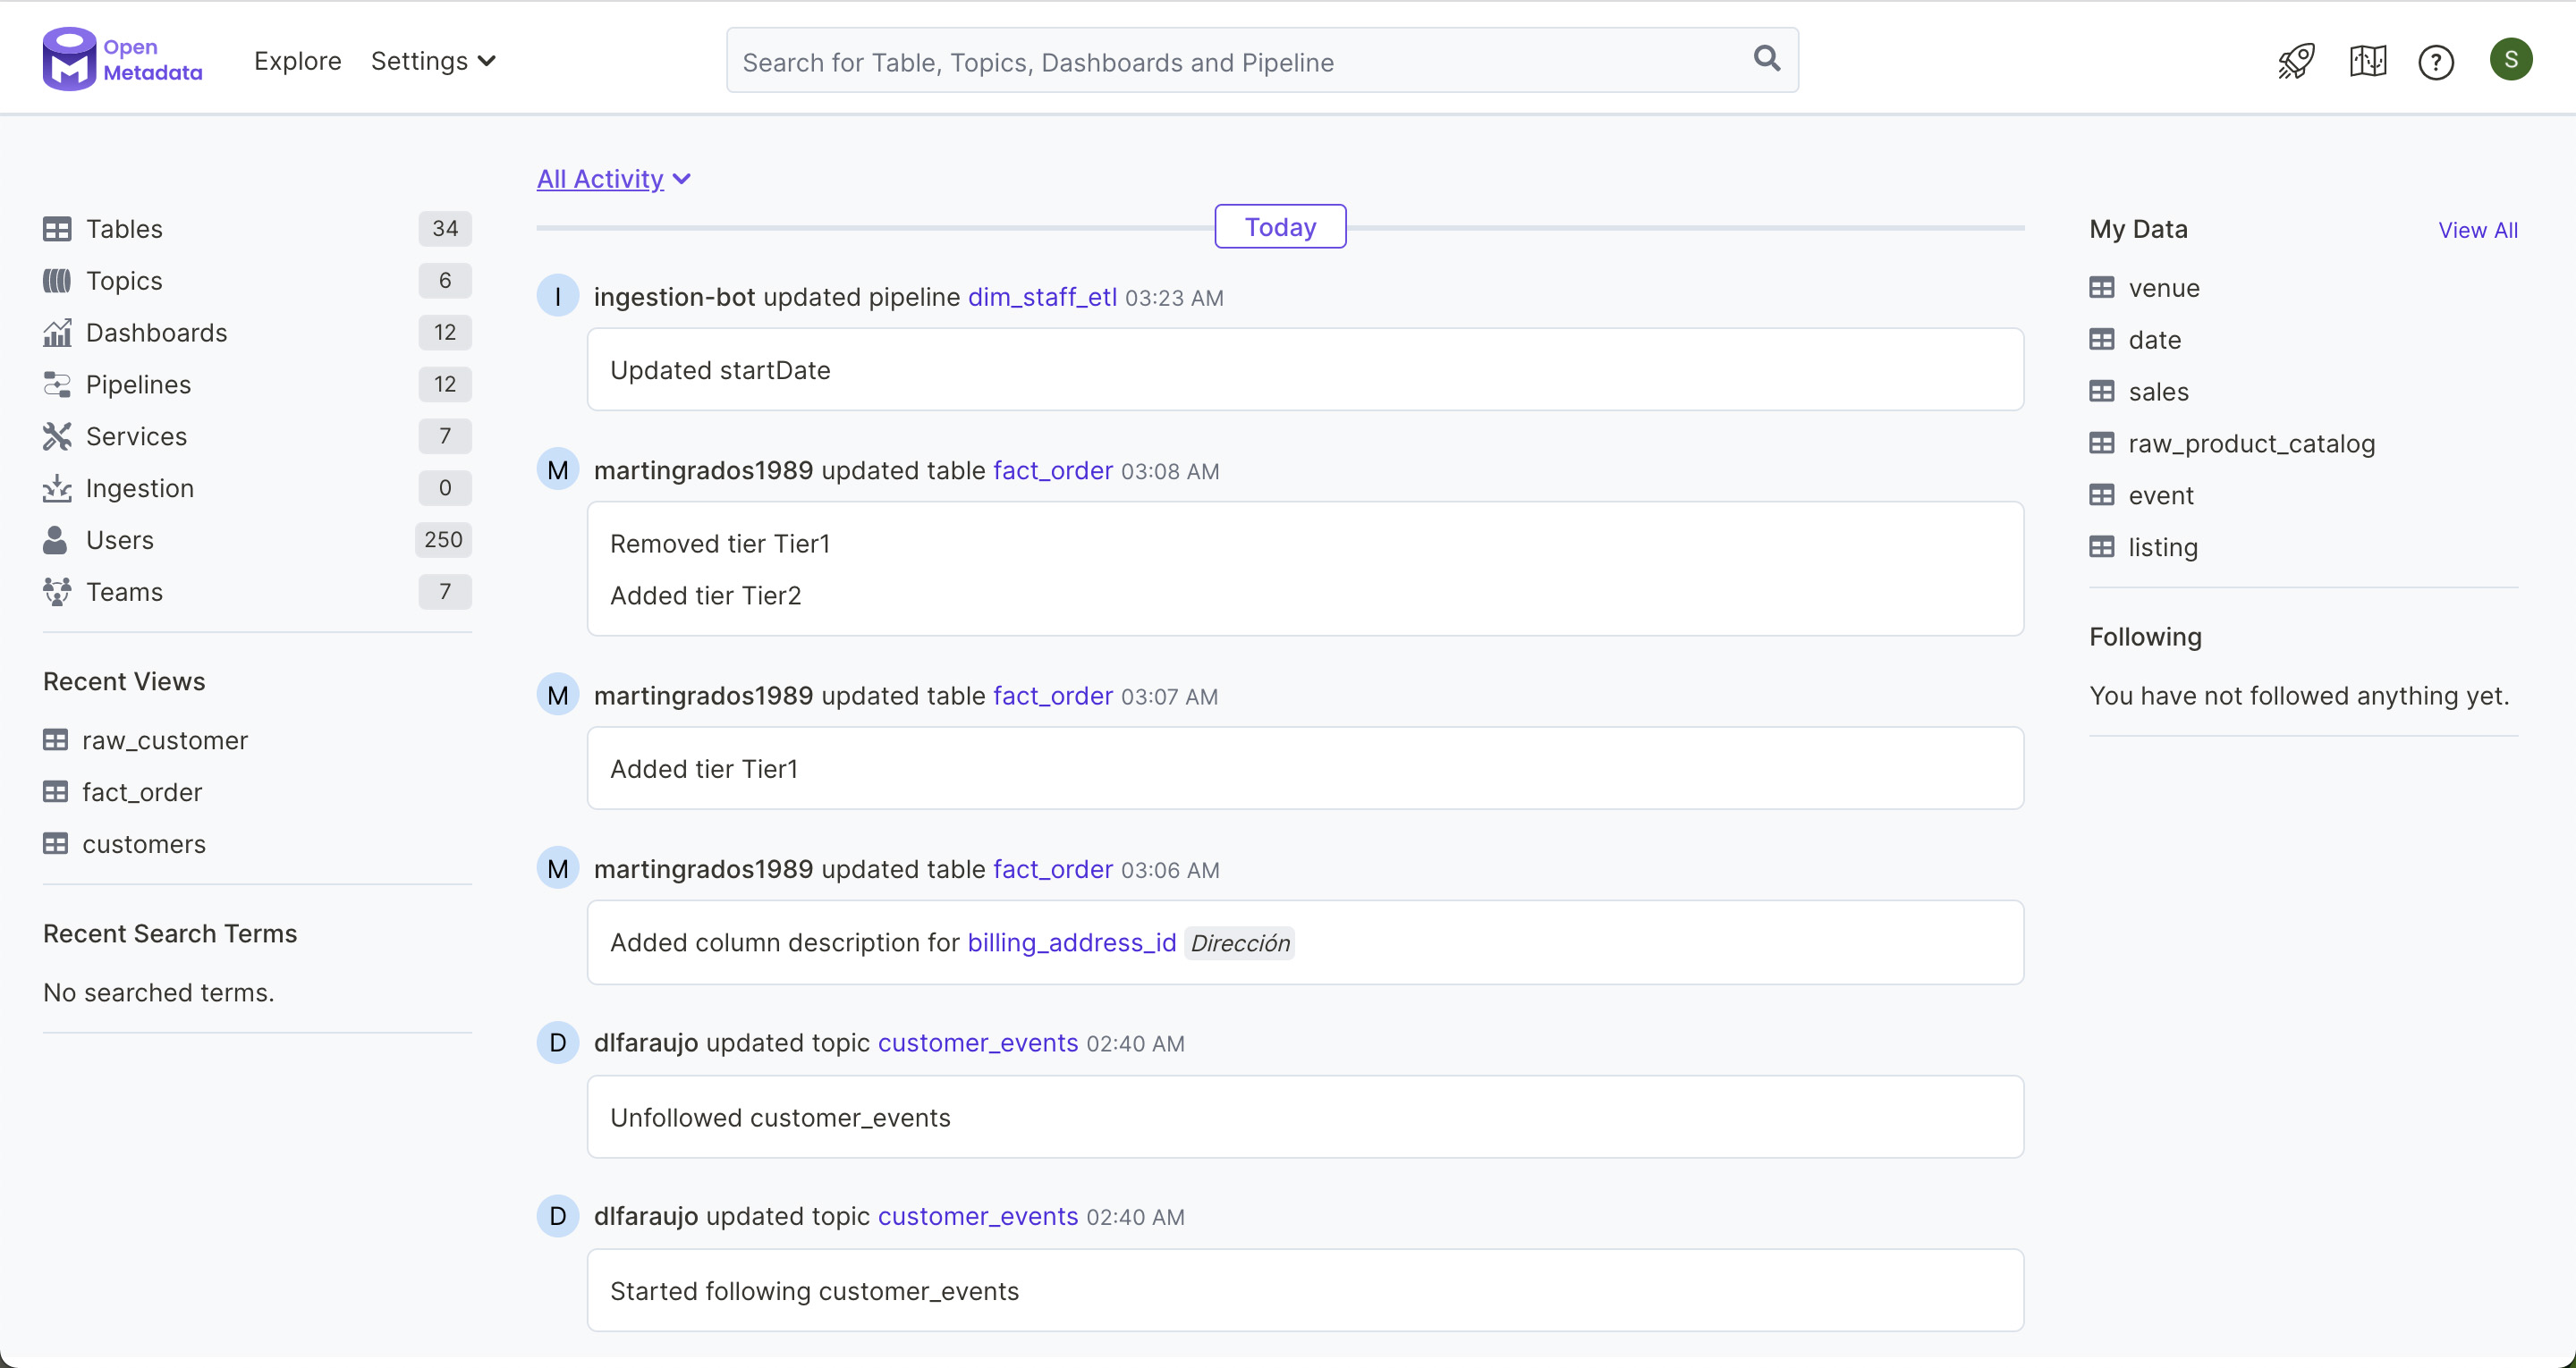 Open
Metadata
Explore
Settings
Search for Table, Topics, Dashboards and Pipeline
?
S
Tables 34
Topics 6
Dashboards 12
Pipelines 12
Services 7
Ingestion 0
Users 250
Teams 7
Recent Views
raw_customer
fact_order
customers
Recent Search Terms
No searched terms.
All Activity
Today
I
ingestion-bot updated pipeline dim_staff_etl 03:23 AM
Updated startDate
M
martingrados1989 updated table fact_order 03:08 AM
Removed tier Tier1
Added tier Tier2
M
martingrados1989 updated table fact_order 03:07 AM
Added tier Tier1
M
martingrados1989 updated table fact_order 03:06 AM
Added column description for billing_address_id Dirección
D
dlfaraujo updated topic customer_events 02:40 AM
Unfollowed customer_events
D
dlfaraujo updated topic customer_events 02:40 AM
Started following customer_events
My Data
View All
venue
date
sales
raw_product_catalog
event
listing
Following
You have not followed anything yet.